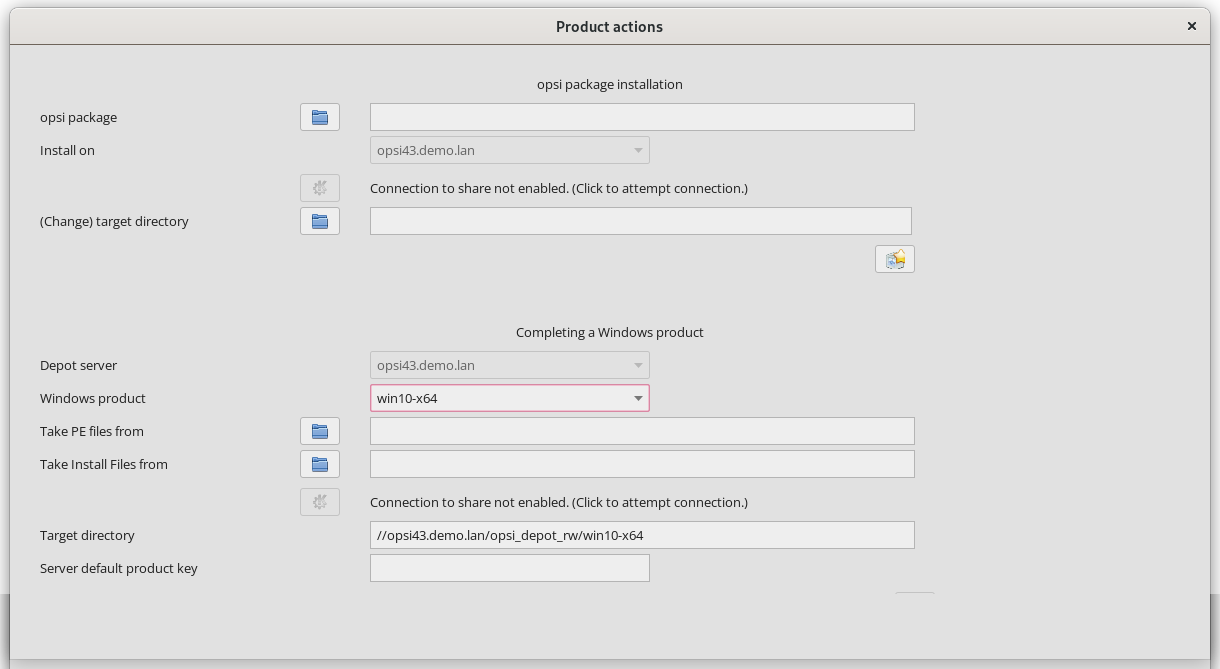 Product actions
opsi package installation
opsi package
Install on opsi43.demo.lan
Connection to share not enabled. (Click to attempt connection.)
(Change) target directory
Completing a Windows product
Depot server opsi43.demo.lan
Windows product win10-x64
Take PE files from
Take Install Files from
Connection to share not enabled. (Click to attempt connection.)
Target directory //opsi43.demo.lan/opsi_depot_rw/win10-x64
Server default product key